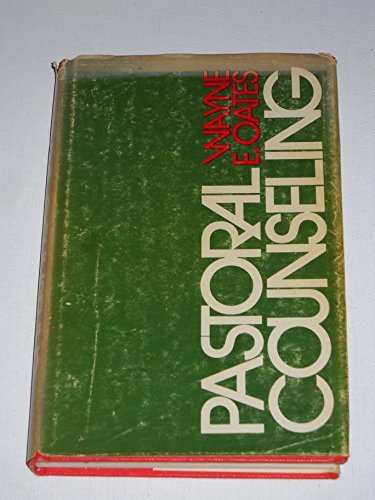 WAYNE
E. OATES
PASTORAL
COUNSELING